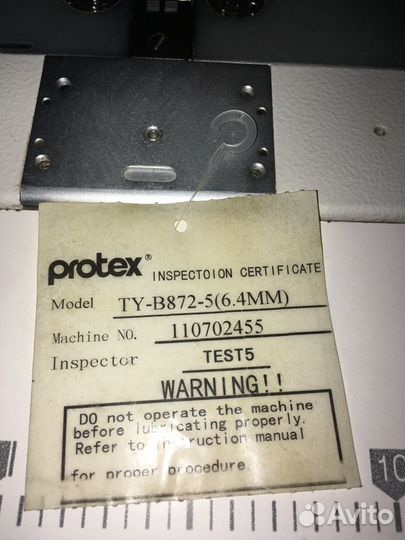 protex® INSPECTOION CERTIFICATE
Model TY-B872-5(6.4MM)
Machine NO. 110702455
Inspector TEST5
WARNING!!
DO not operate the machine
before lubricating properly.
Refer to instruction manual
for proper procedure.
10
Avito